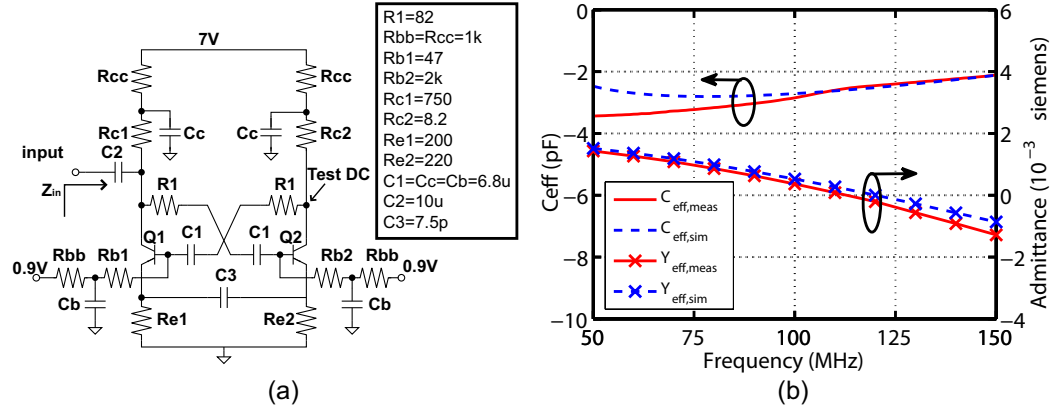 (a)
7V
Rcc
Rcc
Rc1
Cc
Cc
Rc2
input
C2
Zin
R1
R1
Test DC
Q1
C1
C1
Q2
Rbb
Rb1
Rb2
Rbb
0.9V
0.9V
Cb
C3
Cb
Re1
Re2
R1=82
Rbb=Rcc=1k
Rb1=47
Rb2=2k
Rc1=750
Rc2=8.2
Re1=200
Re2=220
C1=Cc=Cb=6.8u
C2=10u
C3=7.5p
0
−2
−4
−6
−8
−10
Ceff (pF)
C eff,meas
C eff,sim
Y eff,meas
Y eff,sim
50
75
100
125
150
Frequency (MHz)
6
4
2
0
−2
−4
Admittance (10⁻³ siemens)
(b)